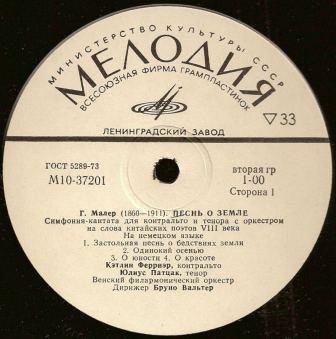 МИНИСТЕРСТВО КУЛЬТУРЫ СССР
МЕЛОДИЯ
ВСЕСОЮЗНАЯ ФИРМА ГРАМПЛАСТИНОК
ЛЕНИНГРАДСКИЙ ЗАВОД
▽33
ГОСТ 5289-73
М10-37201
вторая гр
1-00
Сторона 1
Г. Малер (1860—1911). ПЕСНЬ О ЗЕМЛЕ
Симфония-кантата для контральто и тенора с оркестром
на слова китайских поэтов VIII века
На немецком языке
1. Застольная песнь о бедствиях земли
2. Одинокий осенью
3. О юности 4. О красоте
Кэтлин Ферриэр, контральто
Юлиус Патцак, тенор
Венский филармонический оркестр
Дирижер Бруно Вальтер